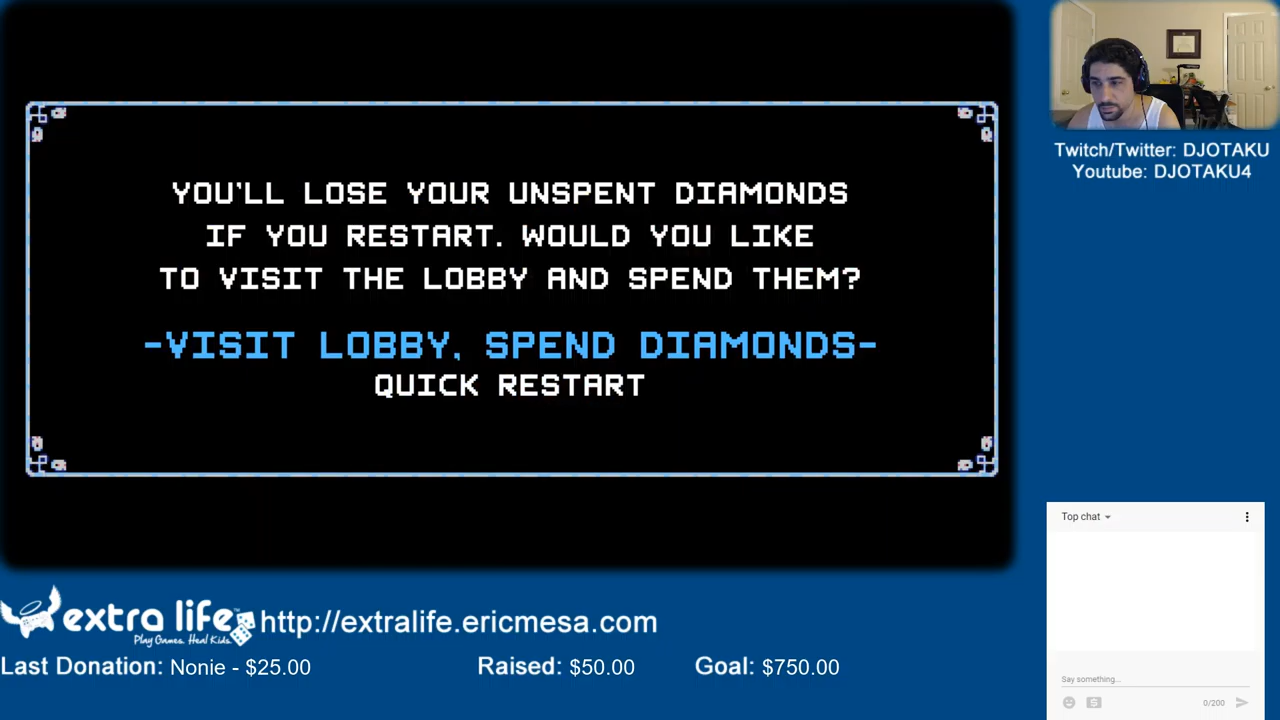 YOU'LL LOSE YOUR UNSPENT DIAMONDS
IF YOU RESTART. WOULD YOU LIKE
TO VISIT THE LOBBY AND SPEND THEM?
-VISIT LOBBY, SPEND DIAMONDS-
QUICK RESTART
Twitch/Twitter: DJOTAKU
Youtube: DJOTAKU4
Top chat
Say something...
0/200
extra life
Play Games. Heal Kids.
http://extralife.ericmesa.com
Last Donation: Nonie - $25.00
Raised: $50.00
Goal: $750.00